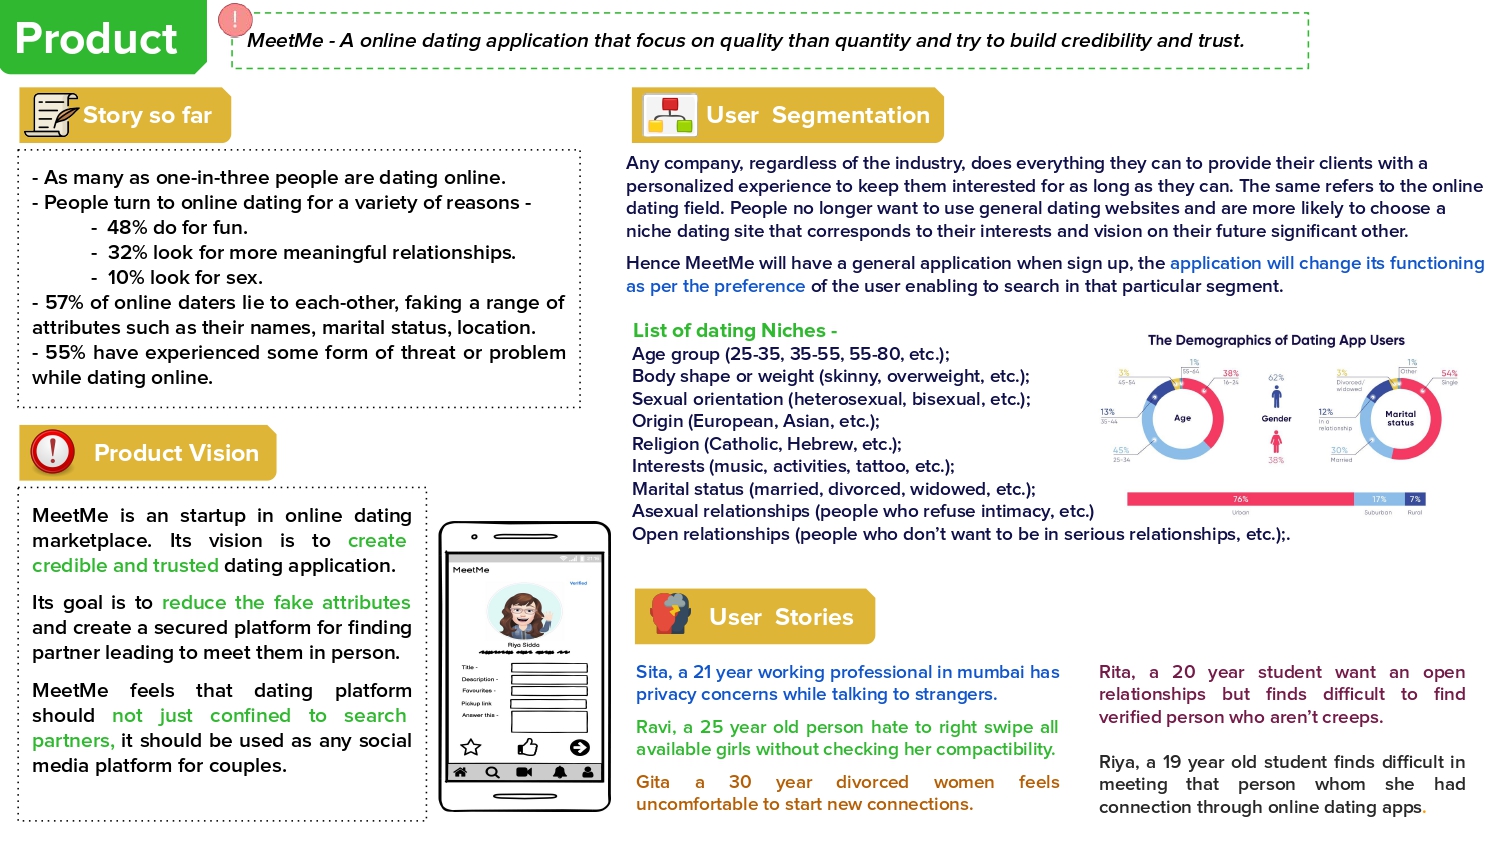 Product
!
MeetMe - A online dating application that focus on quality than quantity and try to build credibility and trust.
Story so far
- As many as one-in-three people are dating online.
- People turn to online dating for a variety of reasons -
- 48% do for fun.
- 32% look for more meaningful relationships.
- 10% look for sex.
- 57% of online daters lie to each-other, faking a range of
attributes such as their names, marital status, location.
- 55% have experienced some form of threat or problem
while dating online.
Product Vision
MeetMe is an startup in online dating
marketplace. Its vision is to create
credible and trusted dating application.
Its goal is to reduce the fake attributes
and create a secured platform for finding
partner leading to meet them in person.
MeetMe feels that dating platform
should not just confined to search
partners, it should be used as any social
media platform for couples.
MeetMe
Verified
Riya Sidda
Title -
Description -
Favourites -
Pickup link
Answer this -
User Segmentation
Any company, regardless of the industry, does everything they can to provide their clients with a
personalized experience to keep them interested for as long as they can. The same refers to the online
dating field. People no longer want to use general dating websites and are more likely to choose a
niche dating site that corresponds to their interests and vision on their future significant other.
Hence MeetMe will have a general application when sign up, the application will change its functioning
as per the preference of the user enabling to search in that particular segment.
List of dating Niches -
Age group (25-35, 35-55, 55-80, etc.);
Body shape or weight (skinny, overweight, etc.);
Sexual orientation (heterosexual, bisexual, etc.);
Origin (European, Asian, etc.);
Religion (Catholic, Hebrew, etc.);
Interests (music, activities, tattoo, etc.);
Marital status (married, divorced, widowed, etc.);
Asexual relationships (people who refuse intimacy, etc.)
Open relationships (people who don't want to be in serious relationships, etc.);.
The Demographics of Dating App Users
1%
55-64
3%
45-54
38%
16-24
13%
35-44
Age
45%
25-34
62%
Gender
38%
1%
Other
3%
Divorced/
widowed
54%
Single
12%
In a
relationship
Marital
status
30%
Married
76%
17%
7%
Urban
Suburban
Rural
User Stories
Sita, a 21 year working professional in mumbai has
privacy concerns while talking to strangers.
Ravi, a 25 year old person hate to right swipe all
available girls without checking her compactibility.
Gita a 30 year divorced women feels
uncomfortable to start new connections.
Rita, a 20 year student want an open
relationships but finds difficult to find
verified person who aren't creeps.
Riya, a 19 year old student finds difficult in
meeting that person whom she had
connection through online dating apps.